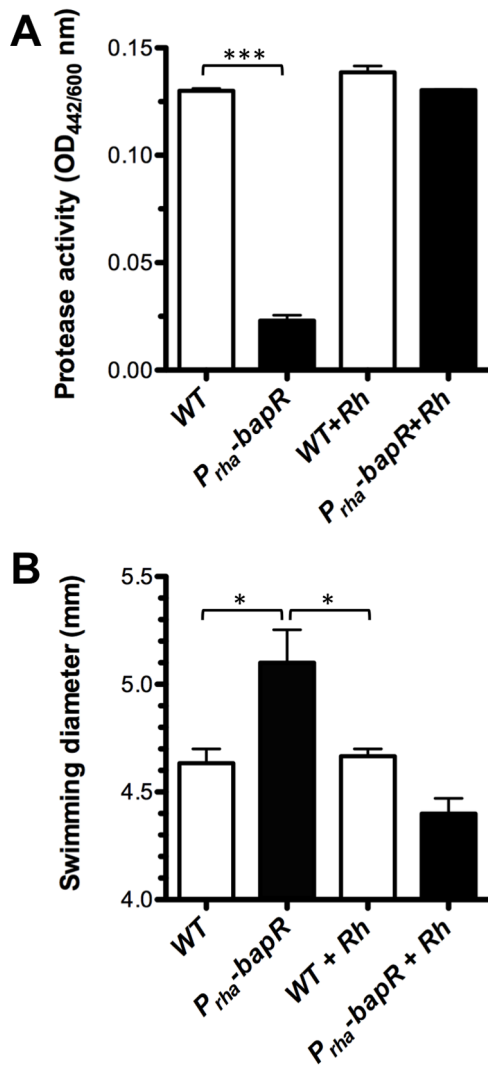 A
Protease activity (OD442/600 nm)
0.15
0.10
0.05
0.00
***
WT
Prha-bapR
WT+Rh
Prha-bapR+Rh
B
Swimming diameter (mm)
5.5
5.0
4.5
4.0
*
*
WT
Prha-bapR
WT + Rh
Prha-bapR + Rh